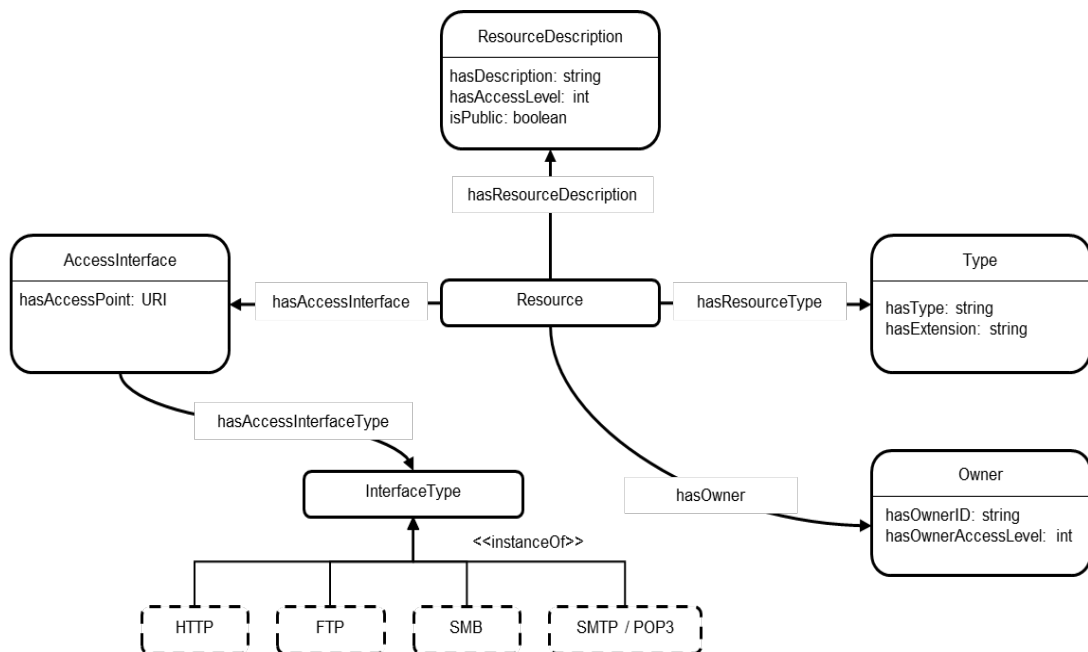 ResourceDescription
hasDescription: string
hasAccessLevel: int
isPublic: boolean
hasResourceDescription
AccessInterface
hasAccessPoint: URI
hasAccessInterface
Resource
hasResourceType
Type
hasType: string
hasExtension: string
hasAccessInterfaceType
InterfaceType
hasOwner
Owner
hasOwnerID: string
hasOwnerAccessLevel: int
<<instanceOf>>
HTTP
FTP
SMB
SMTP / POP3